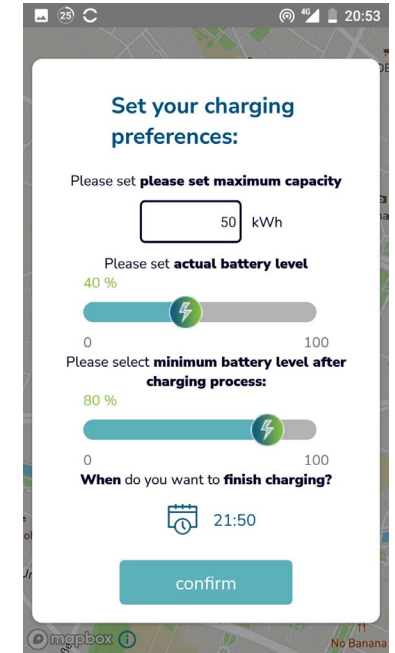 25 4G 20:53
Set your charging
preferences:
Please set please set maximum capacity
50 kWh
Please set actual battery level
40 %
0 100
Please select minimum battery level after
charging process:
80 %
0 100
When do you want to finish charging?
21:50
confirm
mapbox
No Banana